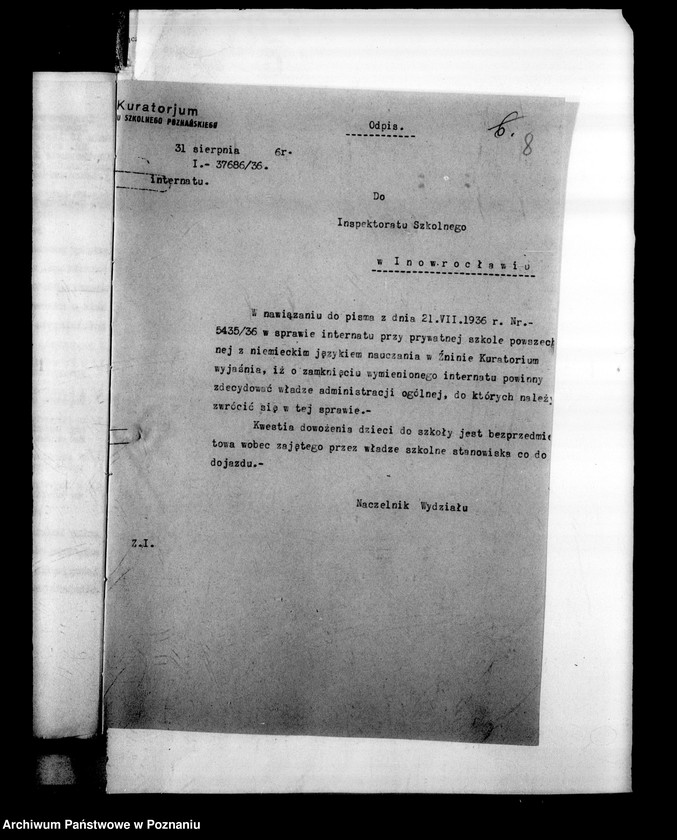 Kuratorjum
U SZKOLNEGO POZNAŃSKIEGO
Odpis.
6.
8
31 sierpnia 6r.
I.- 37686/36.
Internatu.
Do
Inspektoratu Szkolnego
w Inowrocławiu
W nawiązaniu do pisma z dnia 21.VII.1936 r. Nr.-
5435/36 w sprawie internatu przy prywatnej szkole powszech
nej z niemieckim językiem nauczania w Żninie Kuratorium
wyjaśnia, iż o zamknięciu wymienionego internatu powinny
zdecydować władze administracji ogólnej, do których należy
zwrócić się w tej sprawie.-
Kwestia dowożenia dzieci do szkoły jest bezprzedmio
towa wobec zajętego przez władze szkolne stanowiska co do
dojazdu.-
Naczelnik Wydziału
Z.I.
Archiwum Państwowe w Poznaniu